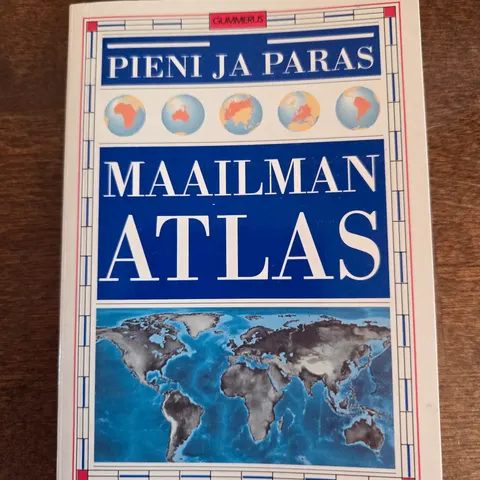 GUMMERUS
PIENI JA PARAS
MAAILMAN
ATLAS